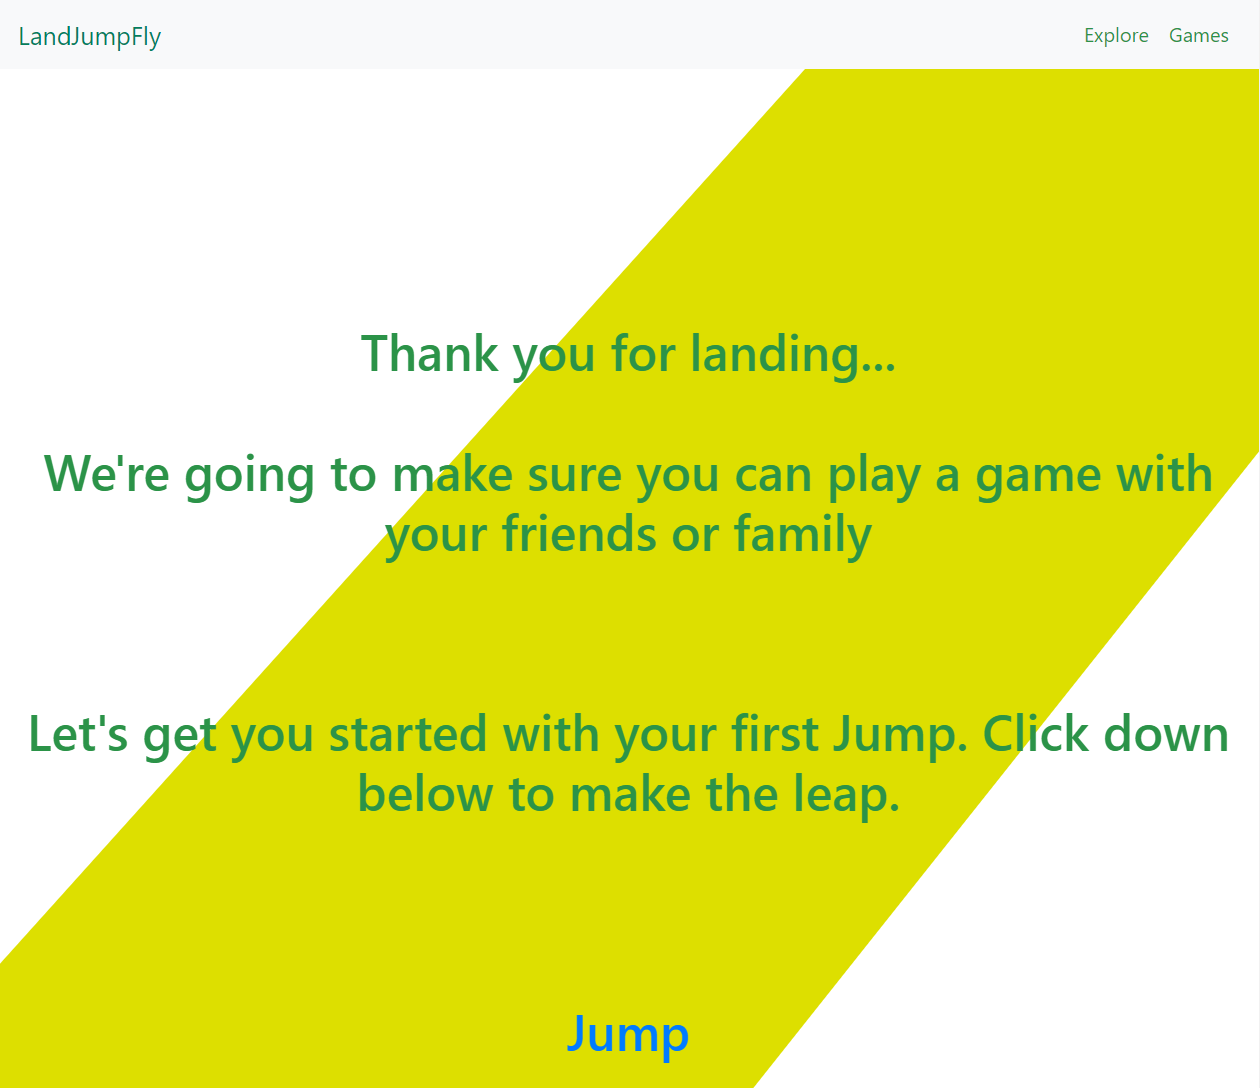 LandJumpFly Explore Games
Thank you for landing...
We're going to make sure you can play a game with
your friends or family
Let's get you started with your first Jump. Click down
below to make the leap.
Jump